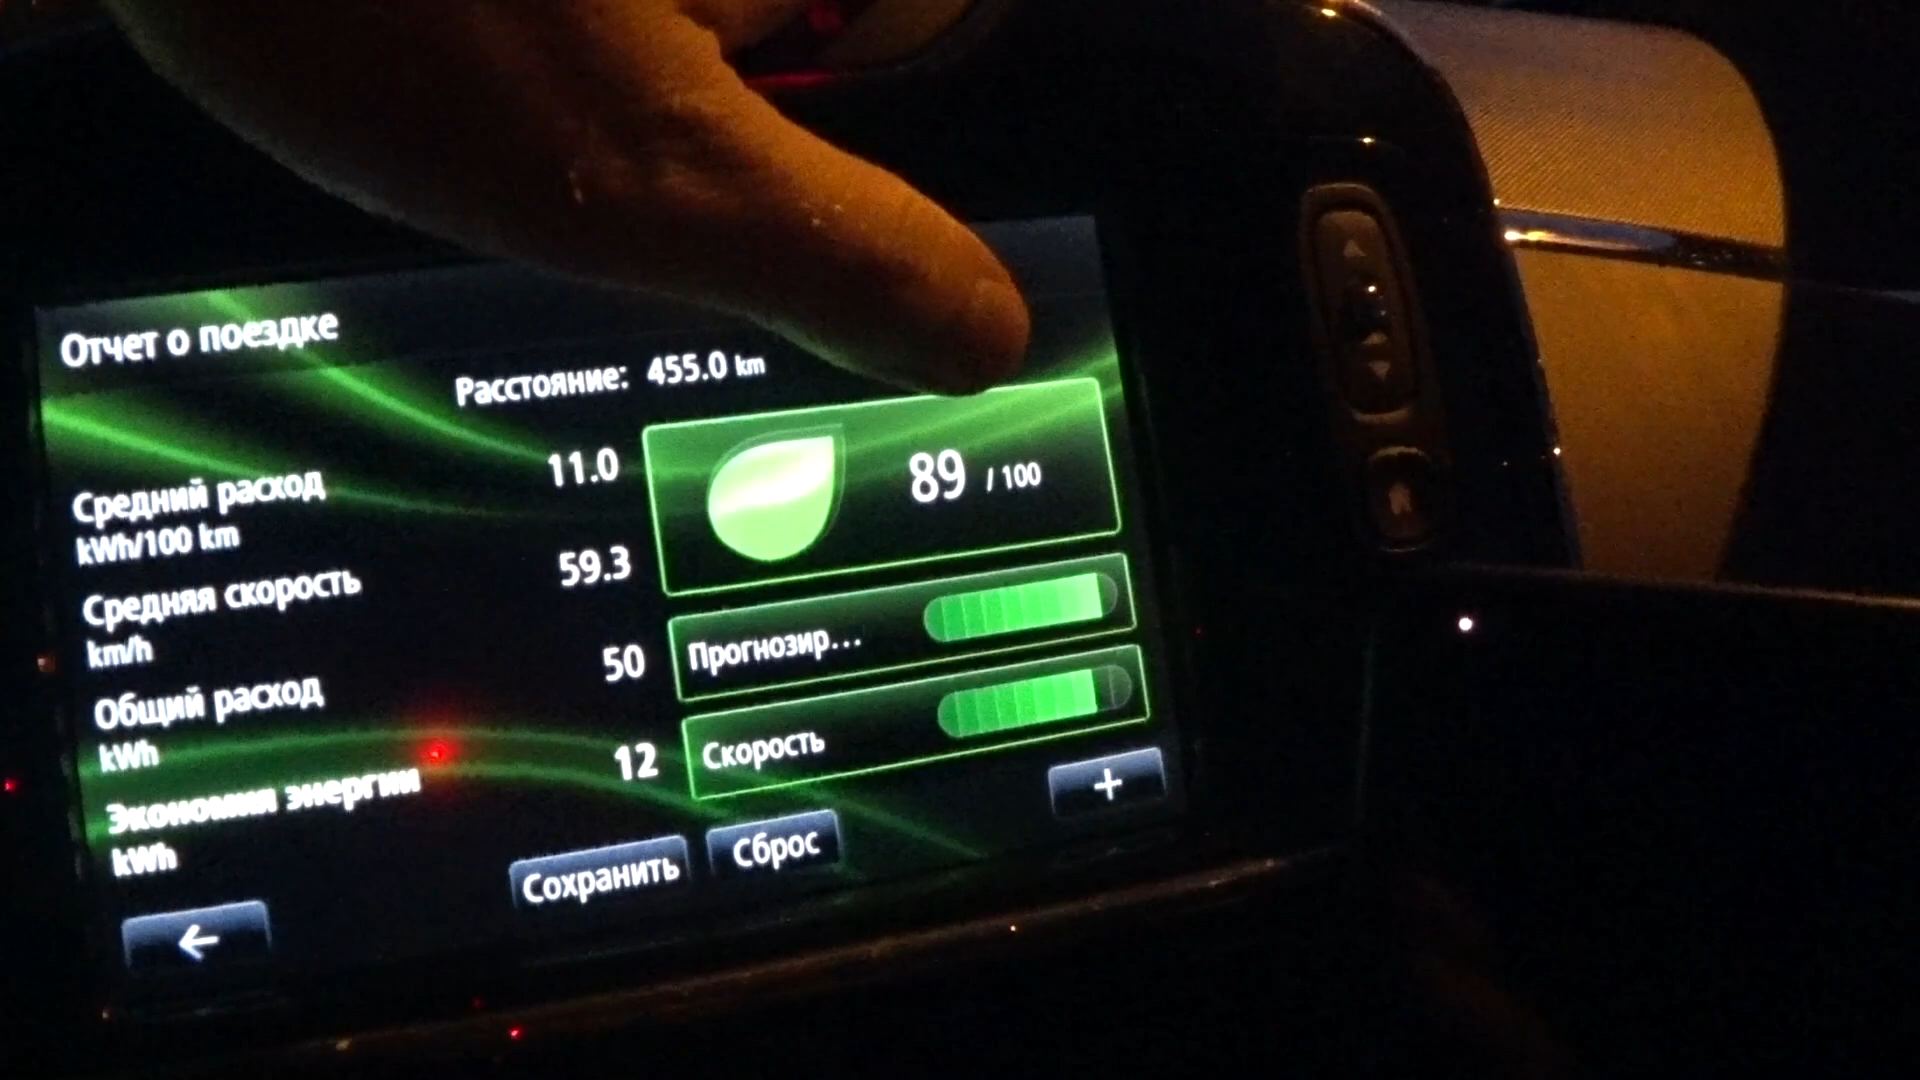 Отчет о поездке
Расстояние: 455.0 km
Средний расход 11.0
kWh/100 km
Средняя скорость 59.3
km/h
Общий расход 50
kWh
Экономия энергии 12
kWh
89 / 100
Прогнозир...
Скорость
+
Сохранить Сброс
←